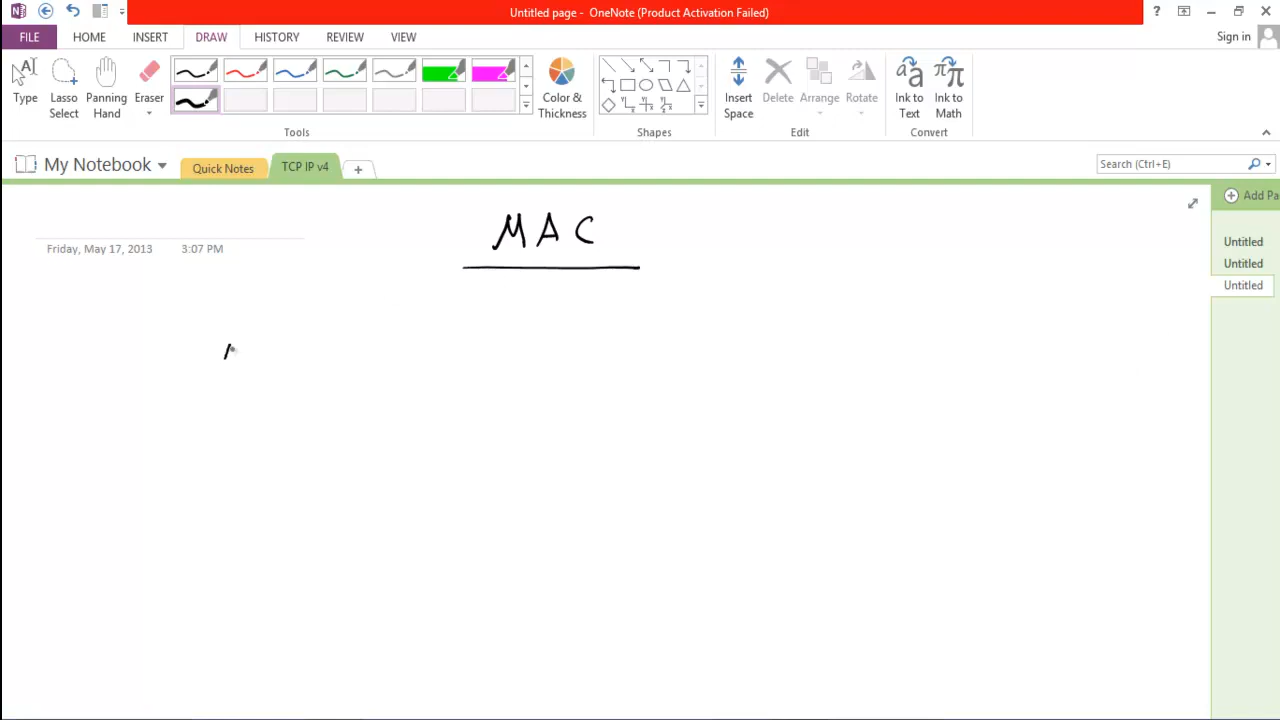 Untitled page - OneNote (Product Activation Failed)
FILE HOME INSERT DRAW HISTORY REVIEW VIEW Sign in
Type
Lasso Select
Panning Hand
Eraser
Color & Thickness
Insert Space
Delete
Arrange
Rotate
Ink to Text
Ink to Math
Tools Shapes Edit Convert
My Notebook Quick Notes TCP IP v4 Search (Ctrl+E)
Add Pa
MAC
Friday, May 17, 2013 3:07 PM
Untitled
Untitled
Untitled